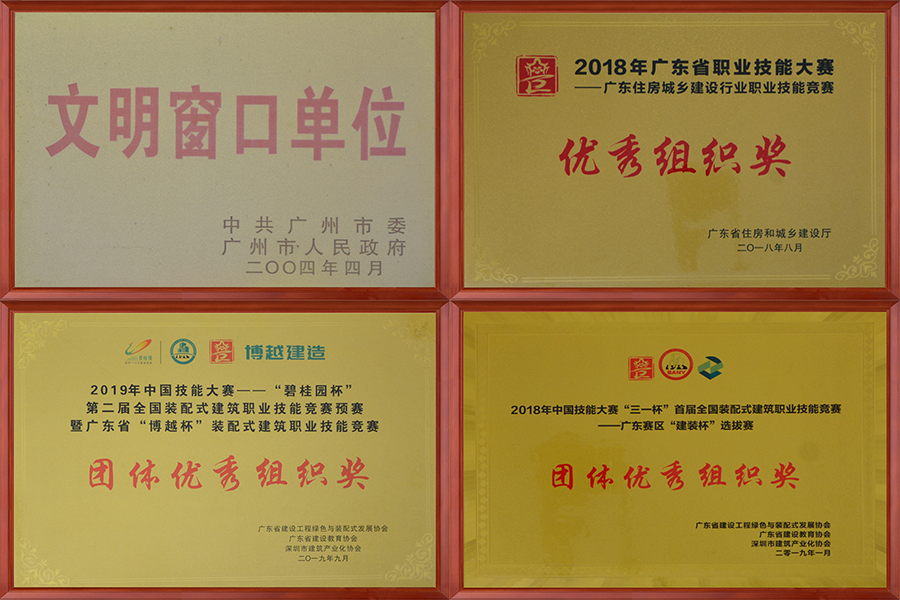 文明窗口单位
中共广州市委
广州市人民政府
二〇〇四年四月
2018年广东省职业技能大赛
——广东住房城乡建设行业职业技能竞赛
优秀组织奖
广东省住房和城乡建设厅
二〇一八年八月
博越建造
2019年中国技能大赛——“碧桂园杯”
第二届全国装配式建筑职业技能竞赛预赛
暨广东省“博越杯”装配式建筑职业技能竞赛
团体优秀组织奖
广东省建设工程绿色与装配式发展协会
广东省建设教育协会
深圳市建筑产业化协会
二〇一九年九月
SANY
2018年中国技能大赛“三一杯”首届全国装配式建筑职业技能竞赛
——广东赛区“建装杯”选拔赛
团体优秀组织奖
广东省建设工程绿色与装配式发展协会
广东省建设教育协会
深圳市建筑产业化协会
二零一九年一月